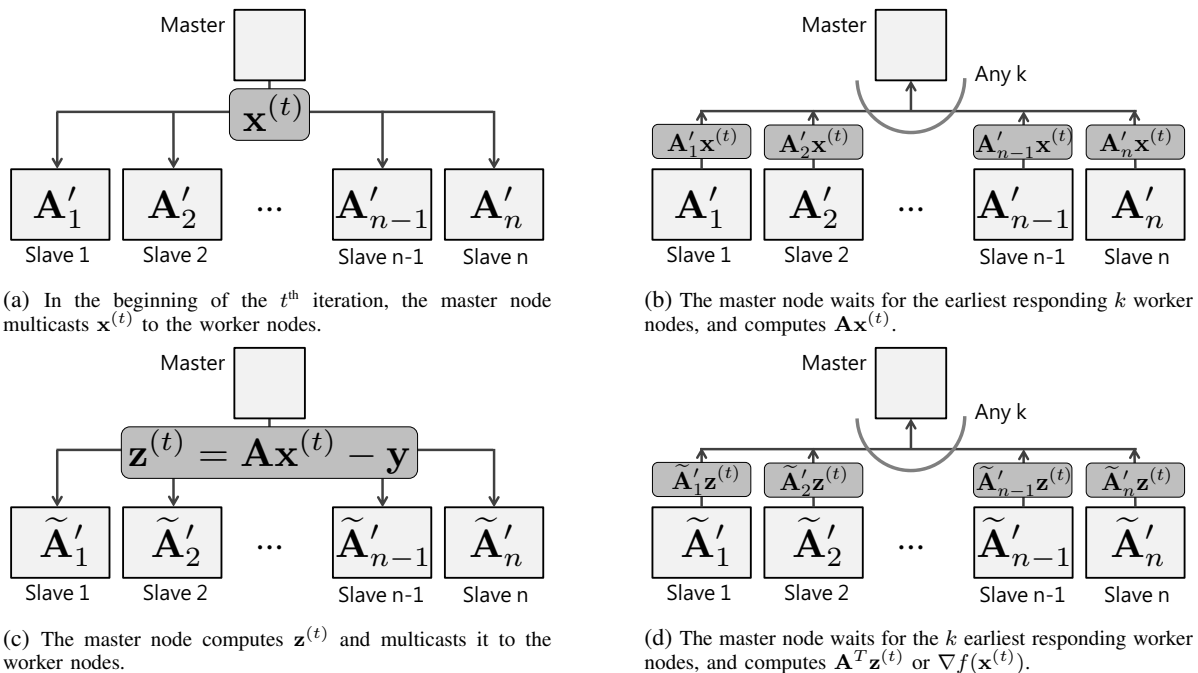 Master
𝐱^(t)
𝐀′_1 𝐀′_2 ... 𝐀′_{n−1} 𝐀′_n
Slave 1 Slave 2 Slave n-1 Slave n
(a) In the beginning of the t^th iteration, the master node
multicasts 𝐱^(t) to the worker nodes.
Master
Any k
𝐀′_1𝐱^(t) 𝐀′_2𝐱^(t) 𝐀′_{n−1}𝐱^(t) 𝐀′_n𝐱^(t)
𝐀′_1 𝐀′_2 ... 𝐀′_{n−1} 𝐀′_n
Slave 1 Slave 2 Slave n-1 Slave n
(b) The master node waits for the earliest responding k worker
nodes, and computes 𝐀𝐱^(t).
Master
𝐳^(t) = 𝐀𝐱^(t) − 𝐲
𝐀̃′_1 𝐀̃′_2 ... 𝐀̃′_{n−1} 𝐀̃′_n
Slave 1 Slave 2 Slave n-1 Slave n
(c) The master node computes 𝐳^(t) and multicasts it to the
worker nodes.
Master
Any k
𝐀̃′_1𝐳^(t) 𝐀̃′_2𝐳^(t) 𝐀̃′_{n−1}𝐳^(t) 𝐀̃′_n𝐳^(t)
𝐀̃′_1 𝐀̃′_2 ... 𝐀̃′_{n−1} 𝐀̃′_n
Slave 1 Slave 2 Slave n-1 Slave n
(d) The master node waits for the k earliest responding worker
nodes, and computes 𝐀^T𝐳^(t) or ∇f(𝐱^(t)).